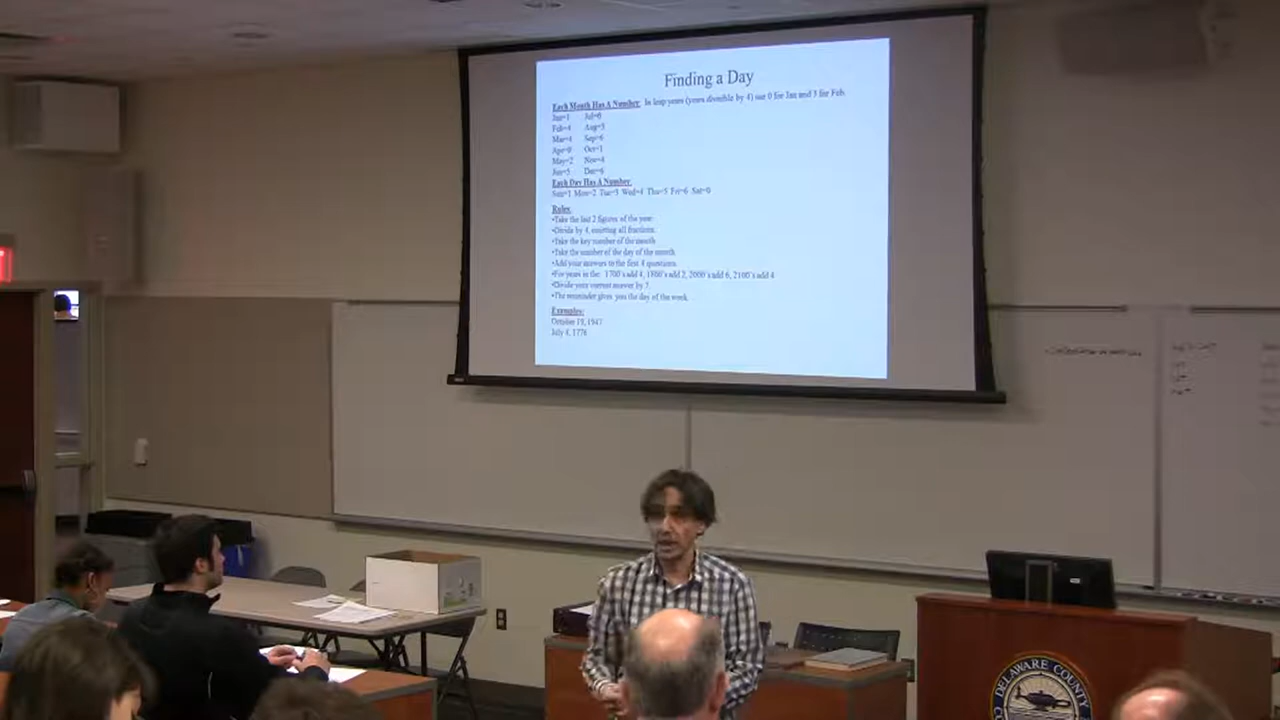 Finding a Day
Each Month Has A Number: In leap years (years divisible by 4) use 0 for Jan and 3 for Feb.
Jan=1 Jul=0
Feb=4 Aug=3
Mar=4 Sep=6
Apr=0 Oct=1
May=2 Nov=4
Jun=5 Dec=6
Each Day Has A Number:
Sun=1 Mon=2 Tue=3 Wed=4 Thu=5 Fri=6 Sat=0
Rules:
•Take the last 2 figures of the year
•Divide by 4, omitting all fractions.
•Take the key number of the month
•Take the number of the day of the month.
•Add your answers to the first 4 questions.
•For years in the: 1700's add 4, 1800's add 2, 2000's add 6, 2100's add 4
•Divide your current answer by 7.
•The remainder gives you the day of the week.
Examples:
October 19, 1947
July 4, 1776
DELAWARE COUNTY